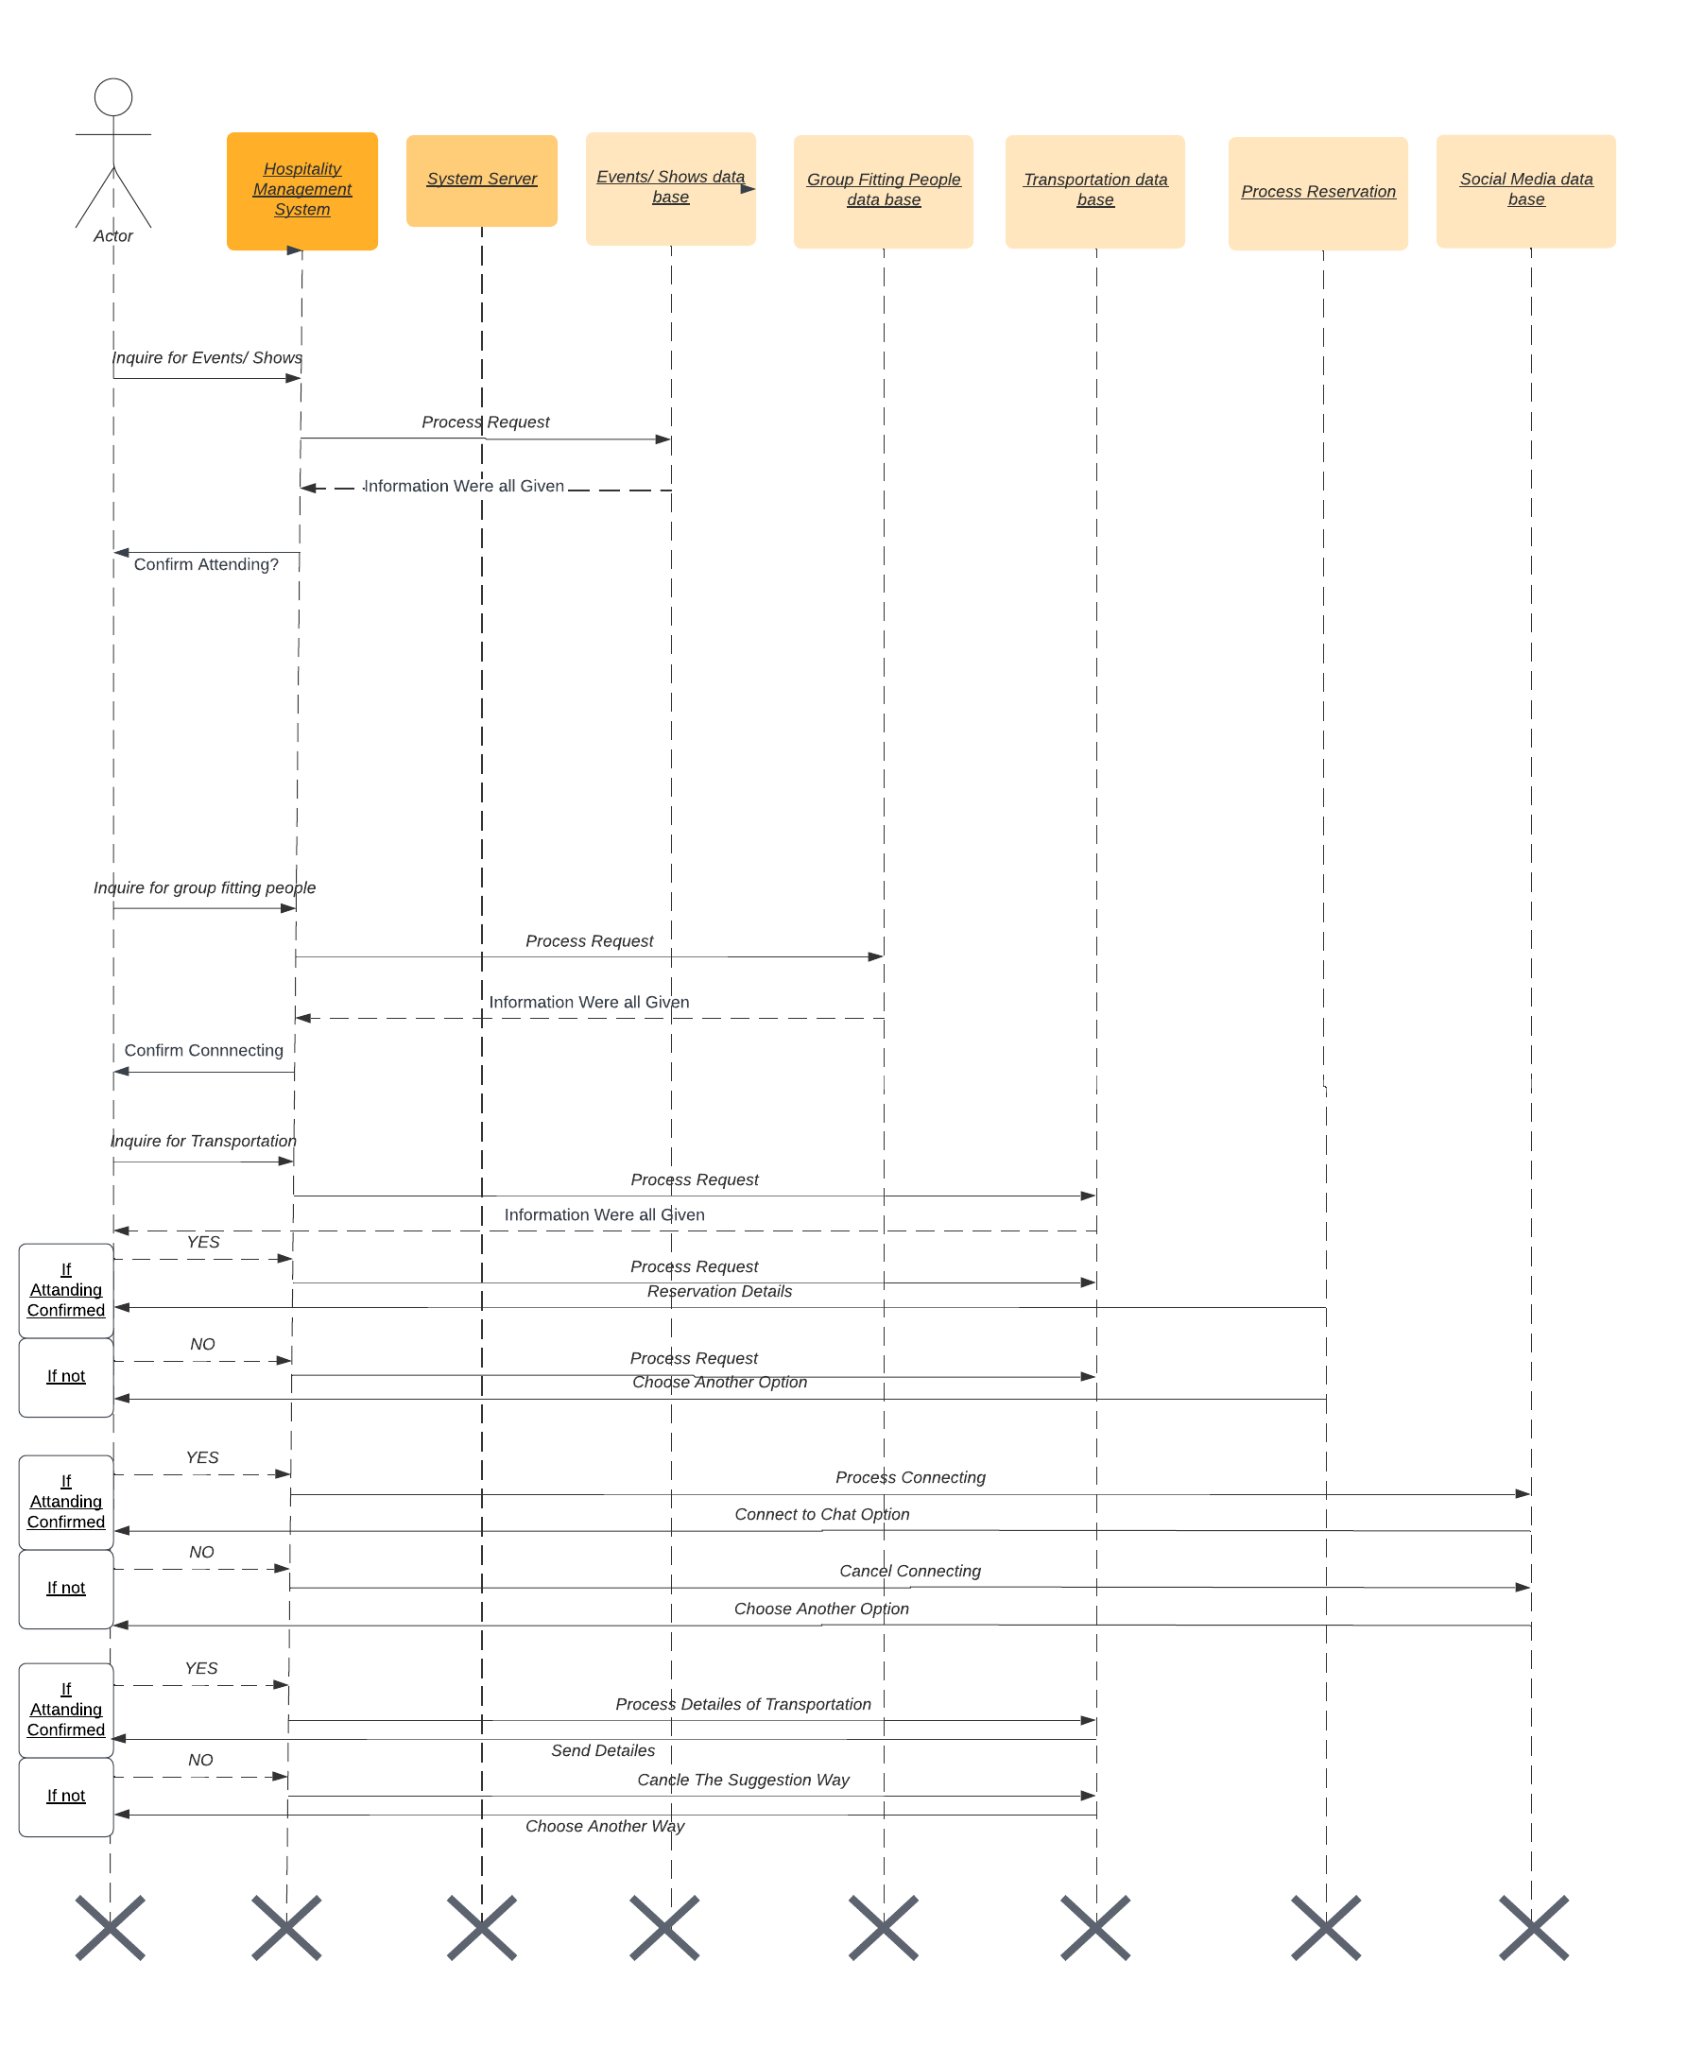 Actor
Hospitality
Management
System
System Server
Events/ Shows data
base
Group Fitting People
data base
Transportation data
base
Process Reservation
Social Media data
base
Inquire for Events/ Shows
Process Request
Information Were all Given
Confirm Attending?
Inquire for group fitting people
Process Request
Information Were all Given
Confirm Connnecting
Inquire for Transportation
Process Request
Information Were all Given
YES
If
Attanding
Confirmed
Process Request
Reservation Details
NO
If not
Process Request
Choose Another Option
YES
If
Attanding
Confirmed
Process Connecting
Connect to Chat Option
NO
If not
Cancel Connecting
Choose Another Option
YES
If
Attanding
Confirmed
Process Detailes of Transportation
Send Detailes
NO
If not
Cancle The Suggestion Way
Choose Another Way